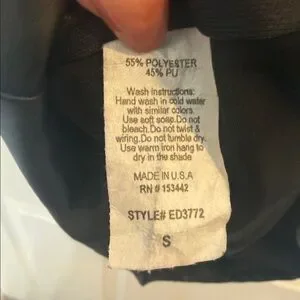 55% POLYESTER
45% PU
Wash instructions:
Hand wash in cold water
with similar colors.
Use soft soap.Do not
bleach.Do not twist &
wiring.Do not tumble dry.
Use warm iron hang to
dry in the shade
MADE IN U.S.A
RN # 153442
STYLE# ED3772
S